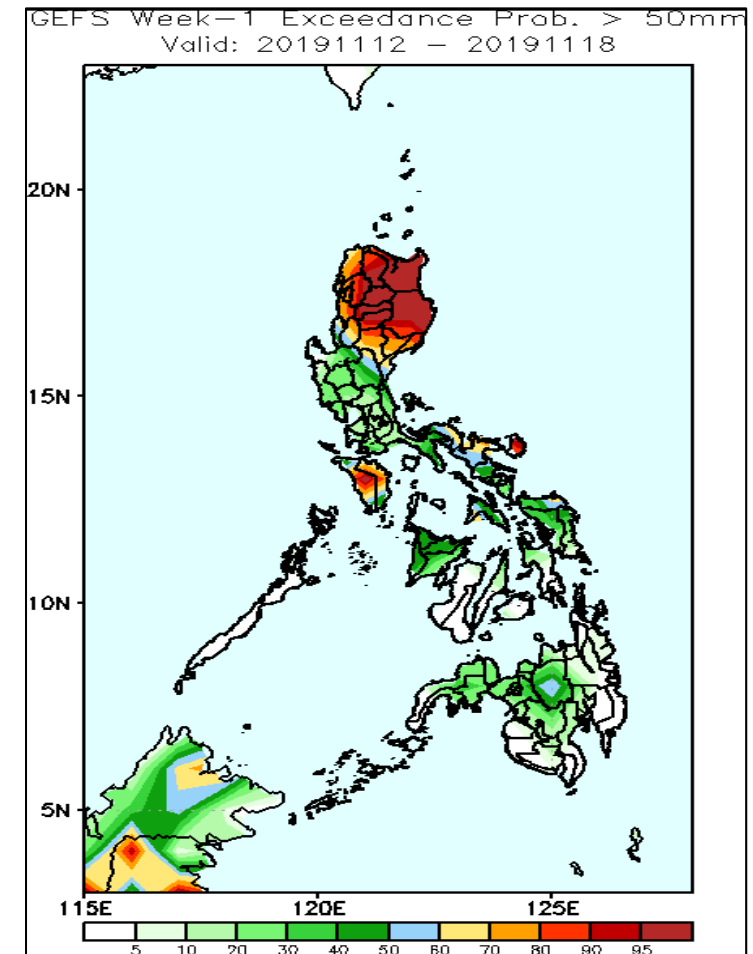 GEFS Week-1 Exceedance Prob. > 50mm
Valid: 20191112 - 20191118
20N
15N
10N
5N
115E 120E 125E
5 10 20 30 40 50 60 70 80 90 95